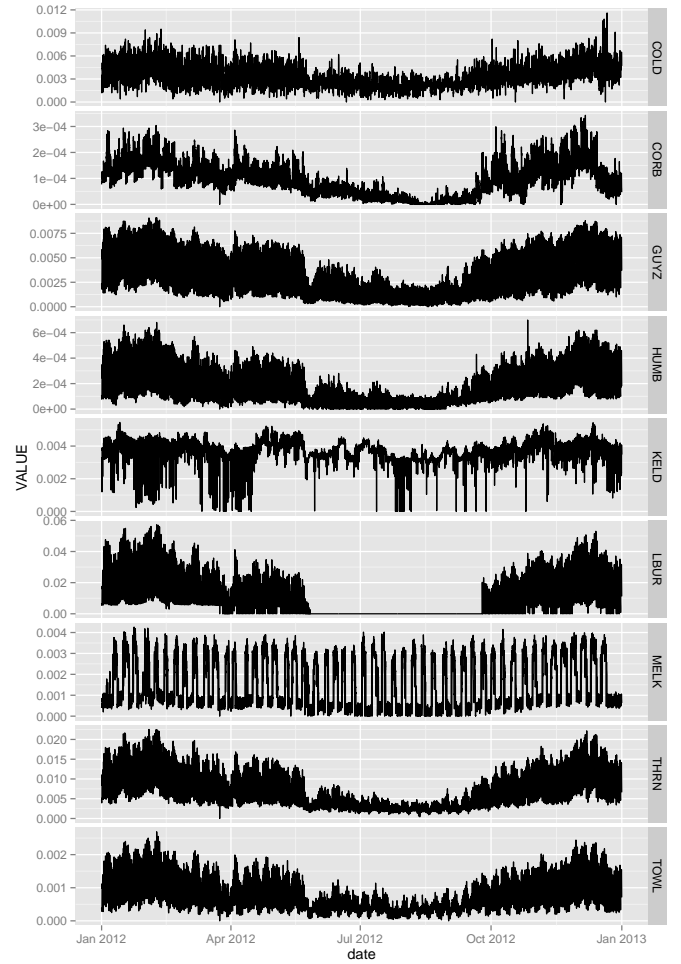 0.012
0.009
0.006
0.003
0.000
COLD
3e−04
2e−04
1e−04
0e+00
CORB
0.0075
0.0050
0.0025
0.0000
GUYZ
6e−04
4e−04
2e−04
0e+00
HUMB
0.004
0.002
0.000
KELD
VALUE
0.06
0.04
0.02
0.00
LBUR
0.004
0.003
0.002
0.001
0.000
MELK
0.020
0.015
0.010
0.005
0.000
THRN
0.002
0.001
0.000
TOWL
Jan 2012 Apr 2012 Jul 2012 Oct 2012 Jan 2013
date